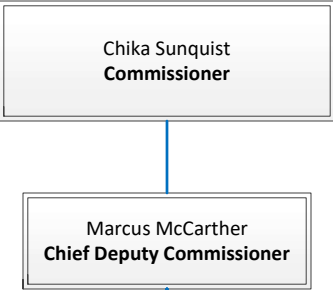 Chika Sunquist
Commissioner
Marcus McCarther
Chief Deputy Commissioner